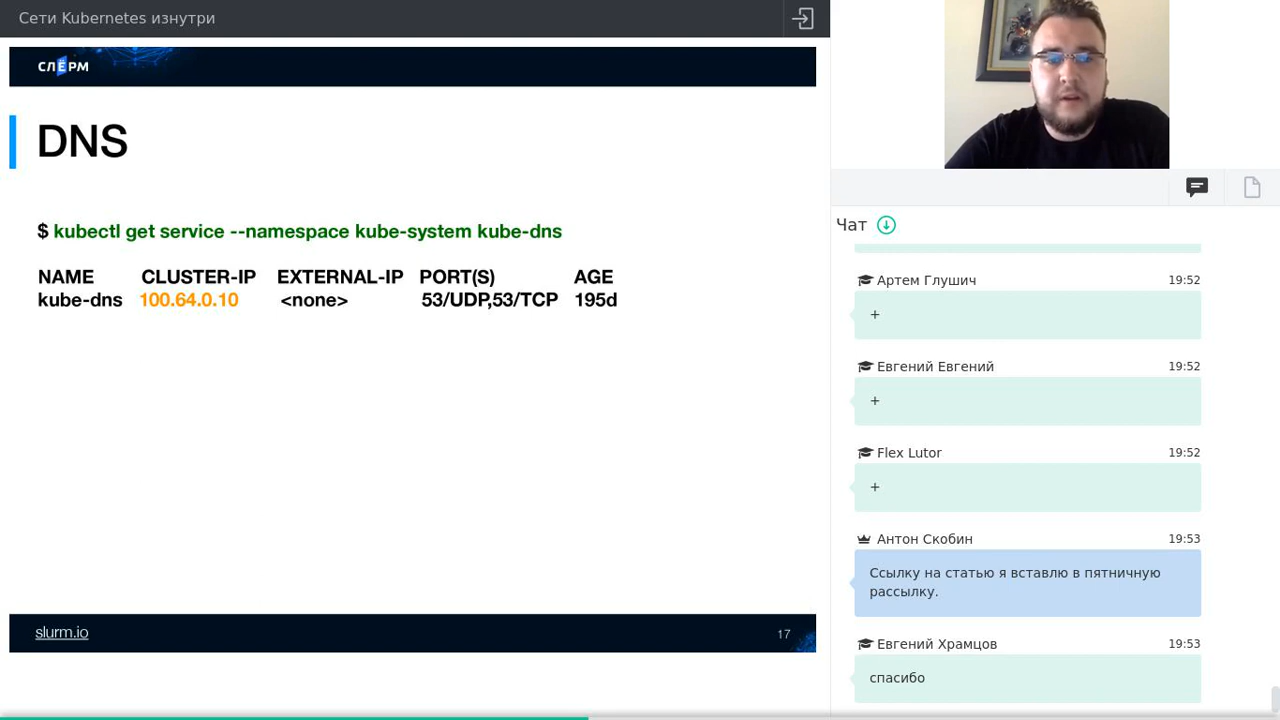 Сети Kubernetes изнутри
СЛЁРМ
DNS
$ kubectl get service --namespace kube-system kube-dns
NAME CLUSTER-IP EXTERNAL-IP PORT(S) AGE
kube-dns 100.64.0.10 <none> 53/UDP,53/TCP 195d
slurm.io
17
Чат
Артем Глушич 19:52
+
Евгений Евгений 19:52
+
Flex Lutor 19:52
+
Антон Скобин 19:53
Ссылку на статью я вставлю в пятничную
рассылку.
Евгений Храмцов 19:53
спасибо